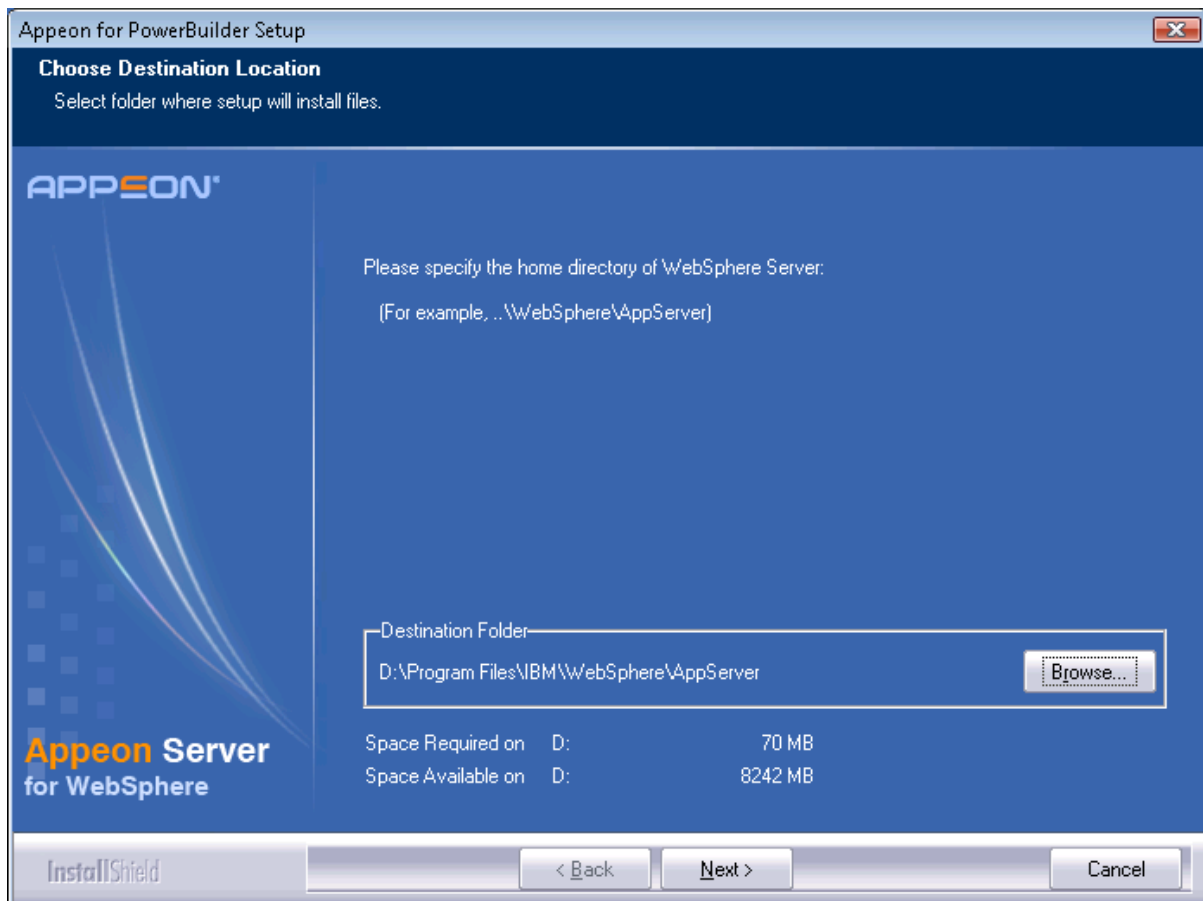 Appeon for PowerBuilder Setup
Choose Destination Location
Select folder where setup will install files.
APPEON
Please specify the home directory of WebSphere Server:
(For example, ..\WebSphere\AppServer)
Destination Folder
D:\Program Files\IBM\WebSphere\AppServer
Browse...
Space Required on D: 70 MB
Space Available on D: 8242 MB
Appeon Server
for WebSphere
InstallShield
< Back
Next >
Cancel